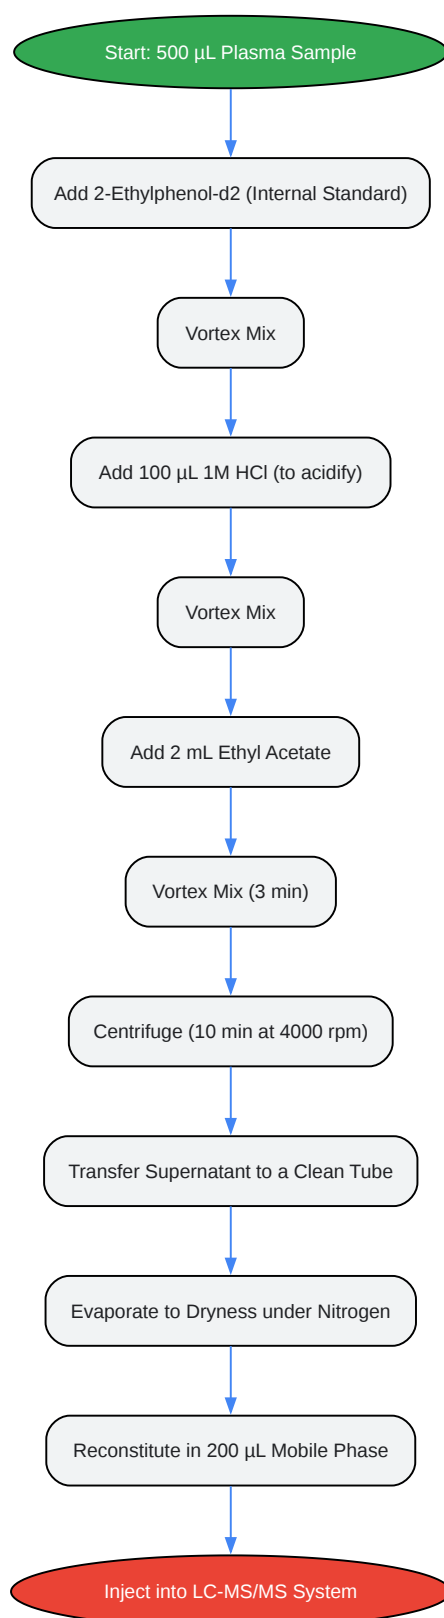 Start: 500 µL Plasma Sample
Add 2-Ethylphenol-d2 (Internal Standard)
Vortex Mix
Add 100 µL 1M HCl (to acidify)
Vortex Mix
Add 2 mL Ethyl Acetate
Vortex Mix (3 min)
Centrifuge (10 min at 4000 rpm)
Transfer Supernatant to a Clean Tube
Evaporate to Dryness under Nitrogen
Reconstitute in 200 µL Mobile Phase
Inject into LC-MS/MS System